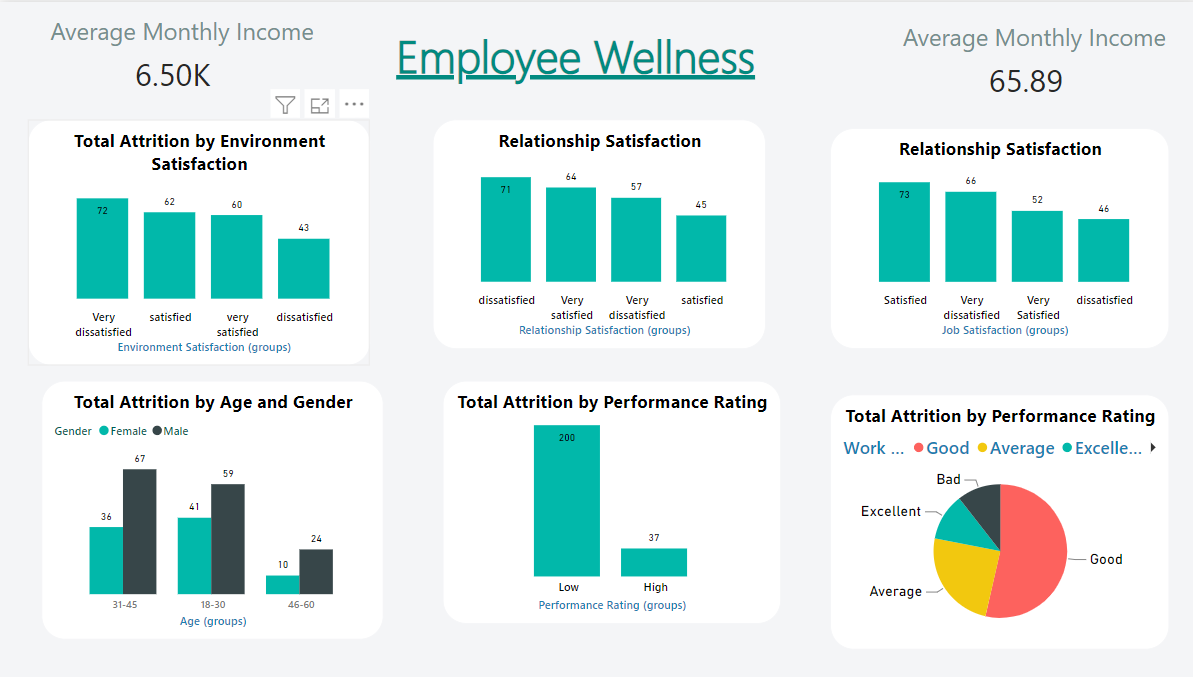 Average Monthly Income
6.50K
Employee Wellness
Average Monthly Income
65.89
Total Attrition by Environment
Satisfaction
72
62
60
43
Very
dissatisfied
satisfied
very
satisfied
dissatisfied
Environment Satisfaction (groups)
Relationship Satisfaction
71
64
57
45
dissatisfied
Very
satisfied
Very
dissatisfied
satisfied
Relationship Satisfaction (groups)
Relationship Satisfaction
73
66
52
46
Satisfied
Very
dissatisfied
Very
Satisfied
dissatisfied
Job Satisfaction (groups)
Total Attrition by Age and Gender
Gender Female Male
36
67
41
59
10
24
31-45
18-30
46-60
Age (groups)
Total Attrition by Performance Rating
200
37
Low
High
Performance Rating (groups)
Total Attrition by Performance Rating
Work ... Good Average Excelle...
Bad
Excellent
Average
Good